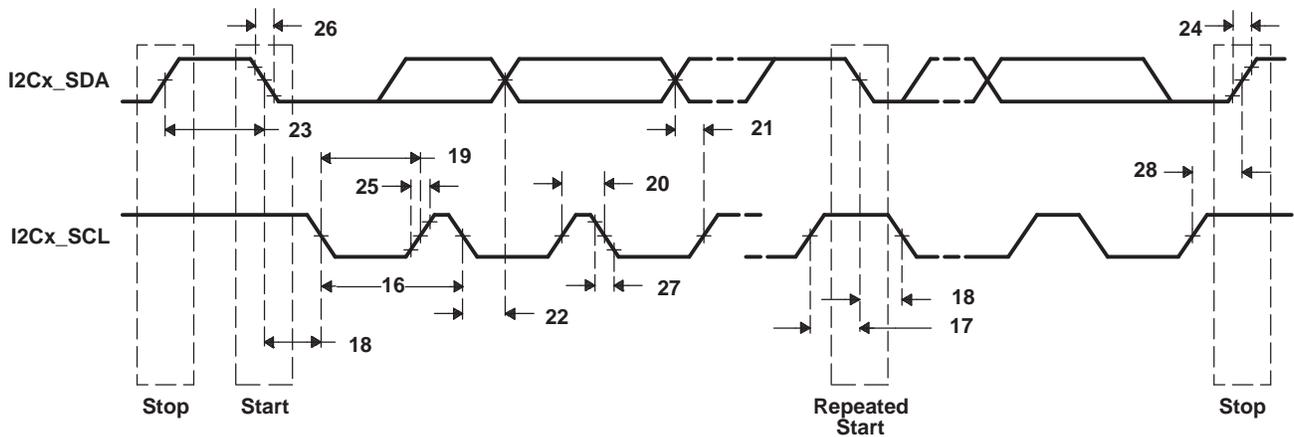 26
24
I2Cx_SDA
23
21
19
28
25
20
I2Cx_SCL
16
27
18
22
17
18
Stop
Start
Repeated
Start
Stop